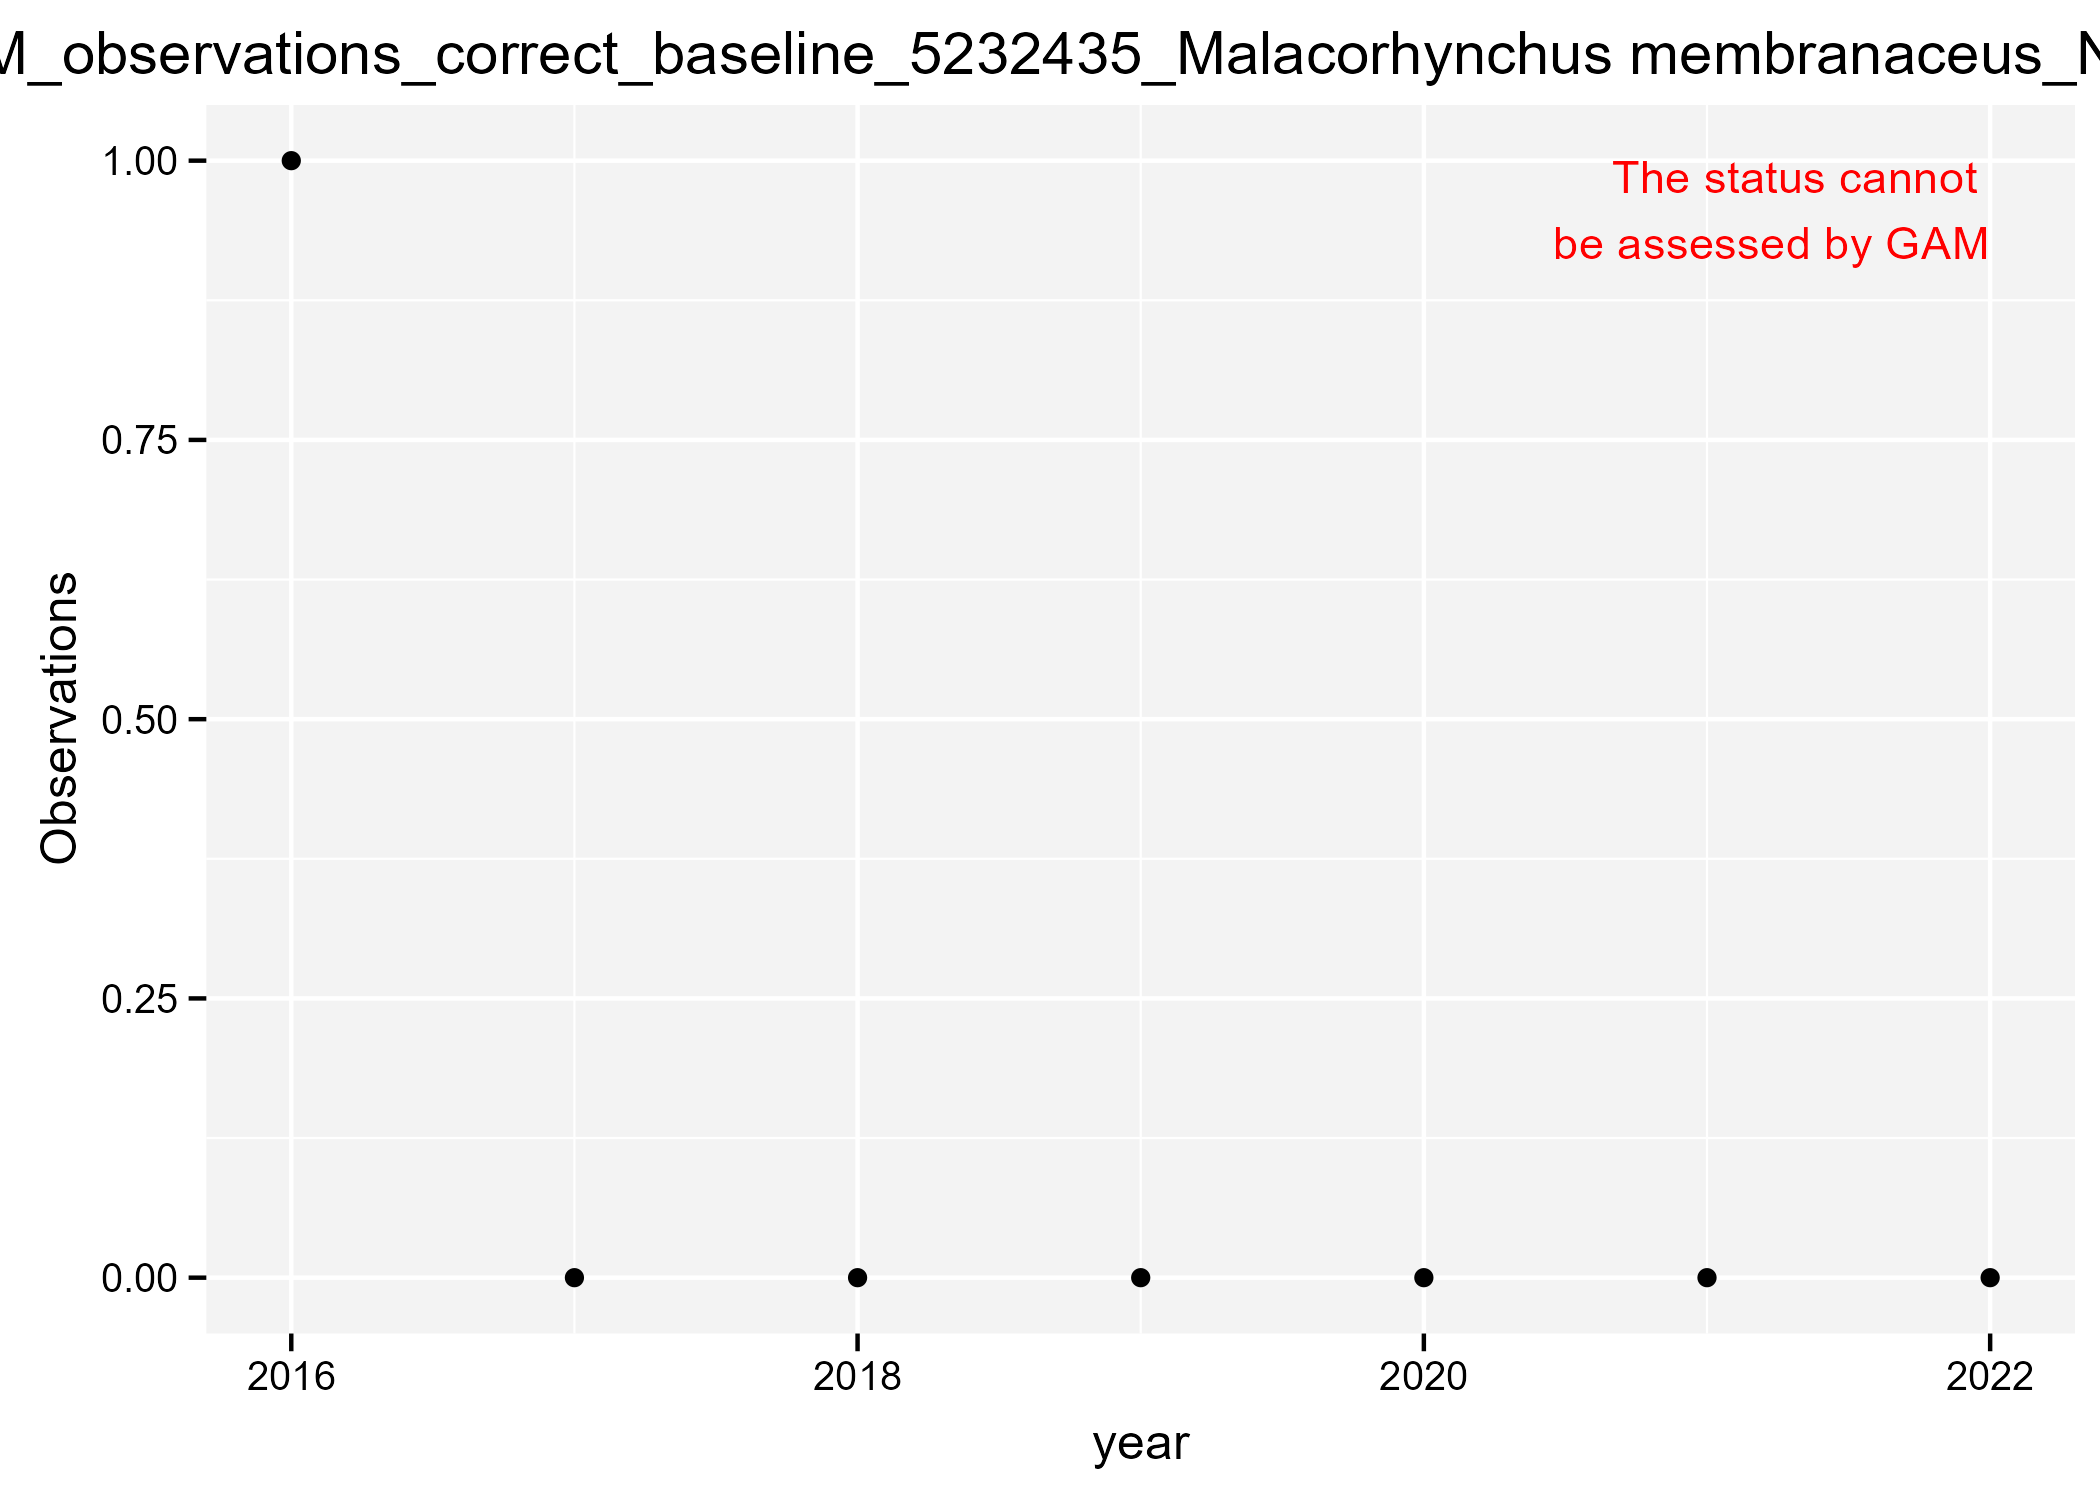 M_observations_correct_baseline_5232435_Malacorhynchus membranaceus_N
1.00
0.75
0.50
0.25
0.00
Observations
The status cannot
be assessed by GAM
2016
2018
2020
2022
year